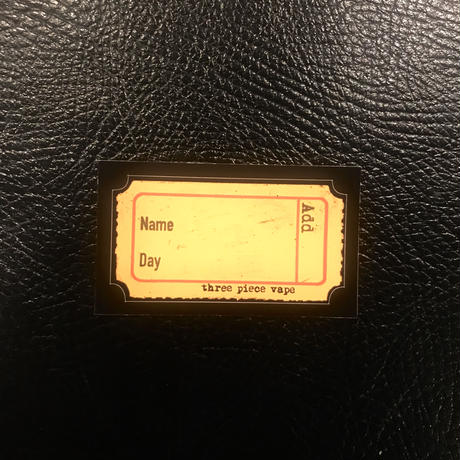 Name
Add
Day
three piece vape